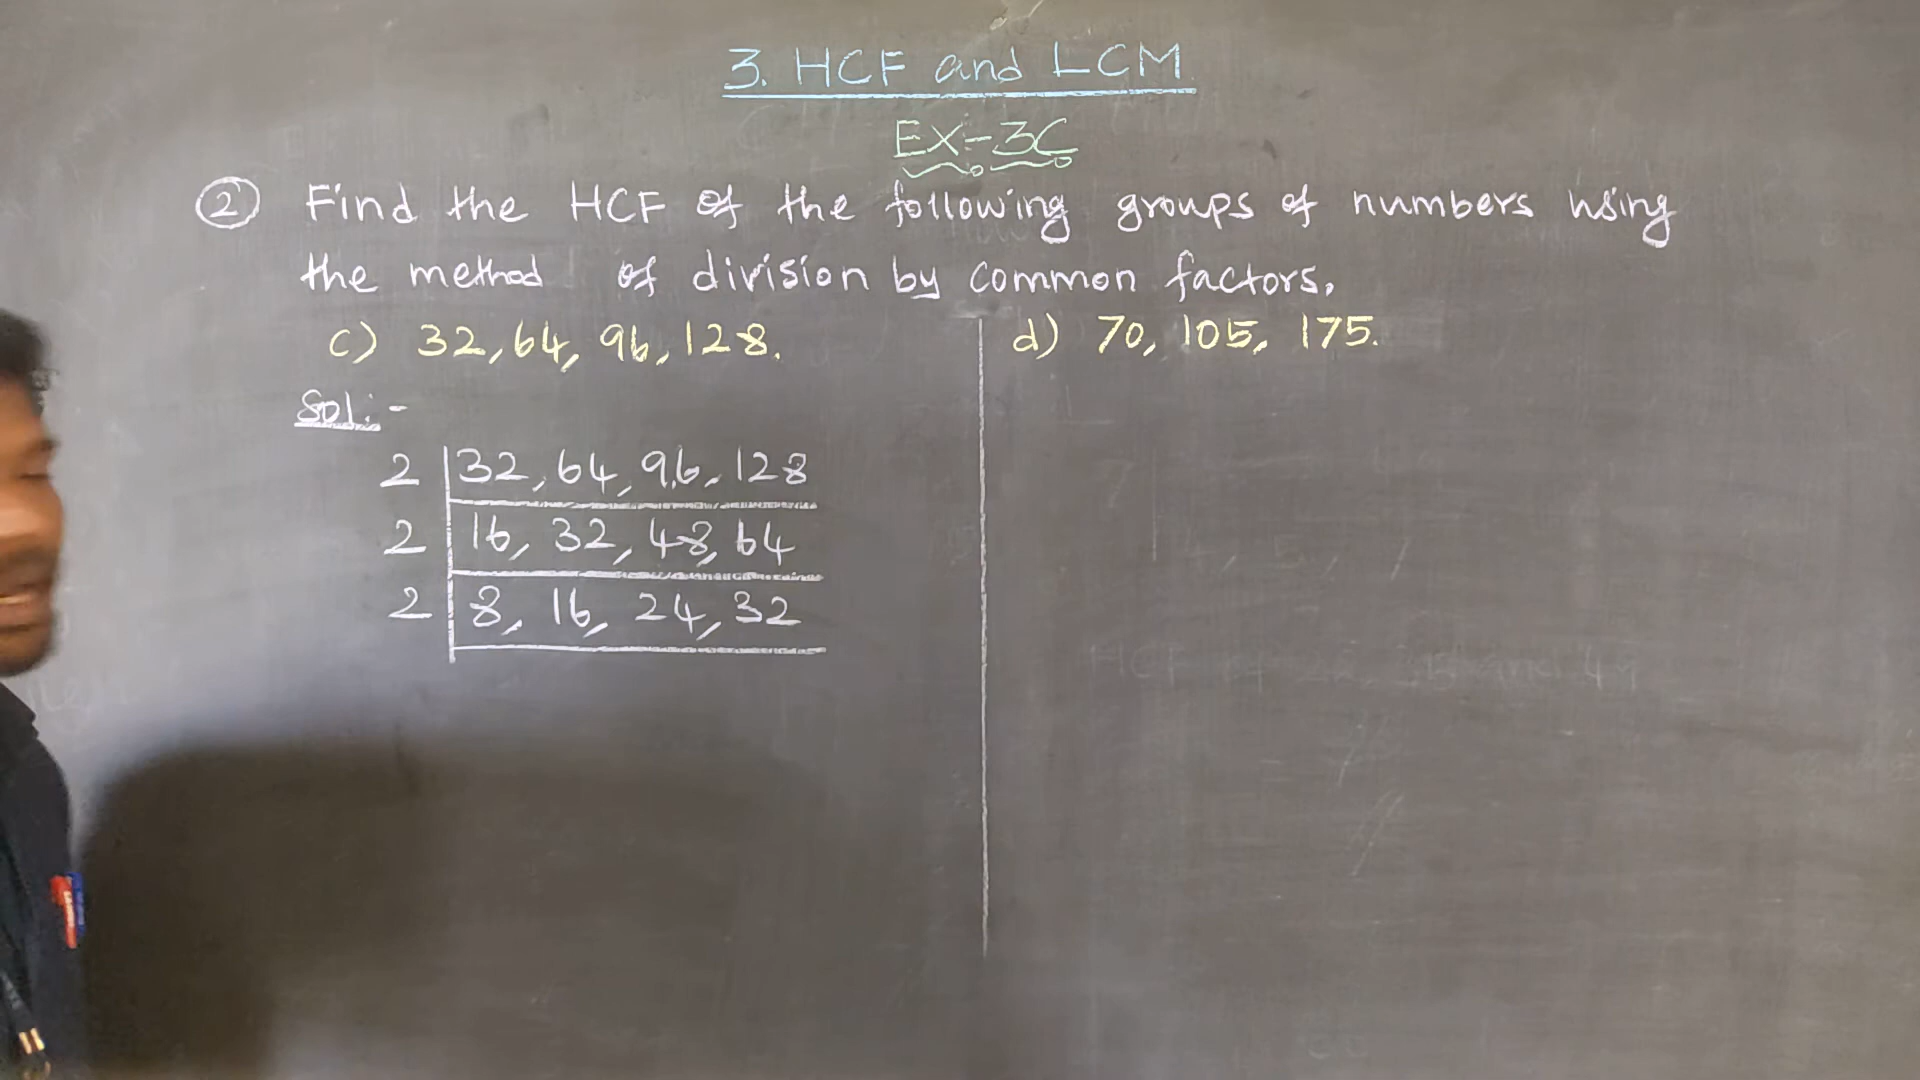 3. HCF and LCM
EX-3C
2 Find the HCF of the following groups of numbers using
the method of division by common factors.
c) 32, 64, 96, 128.
d) 70, 105, 175.
Sol:-
2 32, 64, 96, 128
2 16, 32, 48, 64
2 8, 16, 24, 32